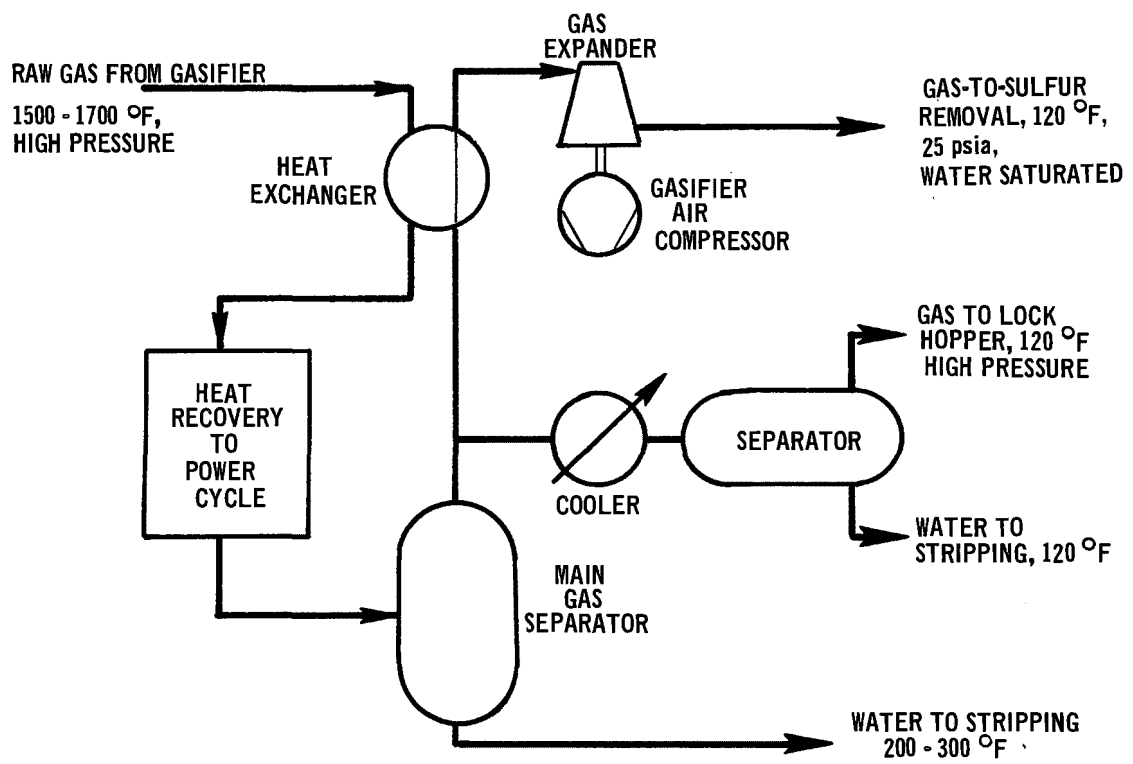 RAW GAS FROM GASIFIER
1500 - 1700 °F,
HIGH PRESSURE
HEAT
EXCHANGER
GAS
EXPANDER
GASIFIER
AIR
COMPRESSOR
GAS-TO-SULFUR
REMOVAL, 120 °F,
25 psia,
WATER SATURATED
HEAT
RECOVERY
TO
POWER
CYCLE
COOLER
SEPARATOR
GAS TO LOCK
HOPPER, 120 °F
HIGH PRESSURE
WATER TO
STRIPPING, 120 °F
MAIN
GAS
SEPARATOR
WATER TO STRIPPING
200 - 300 °F